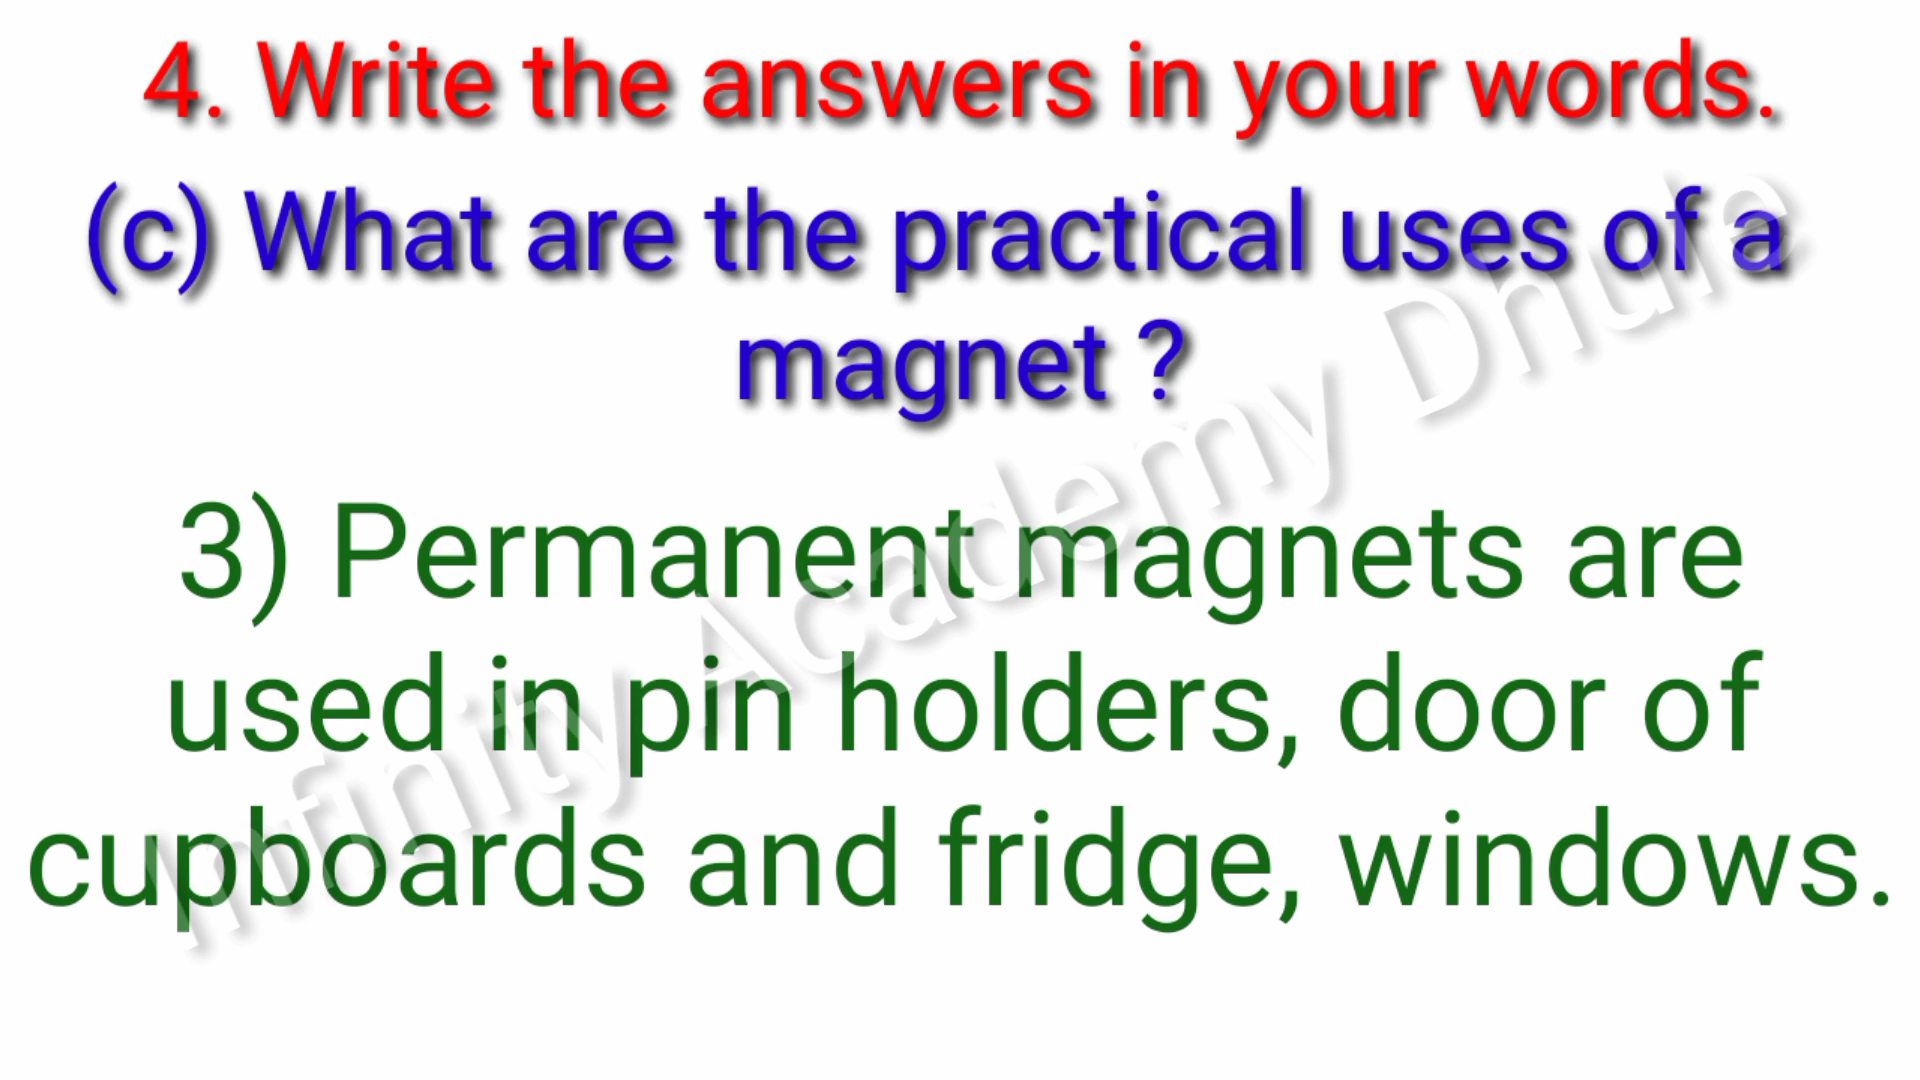 4. Write the answers in your words.
(c) What are the practical uses of a
magnet ?
3) Permanent magnets are
used in pin holders, door of
cupboards and fridge, windows.
Infinity Academy Dhule